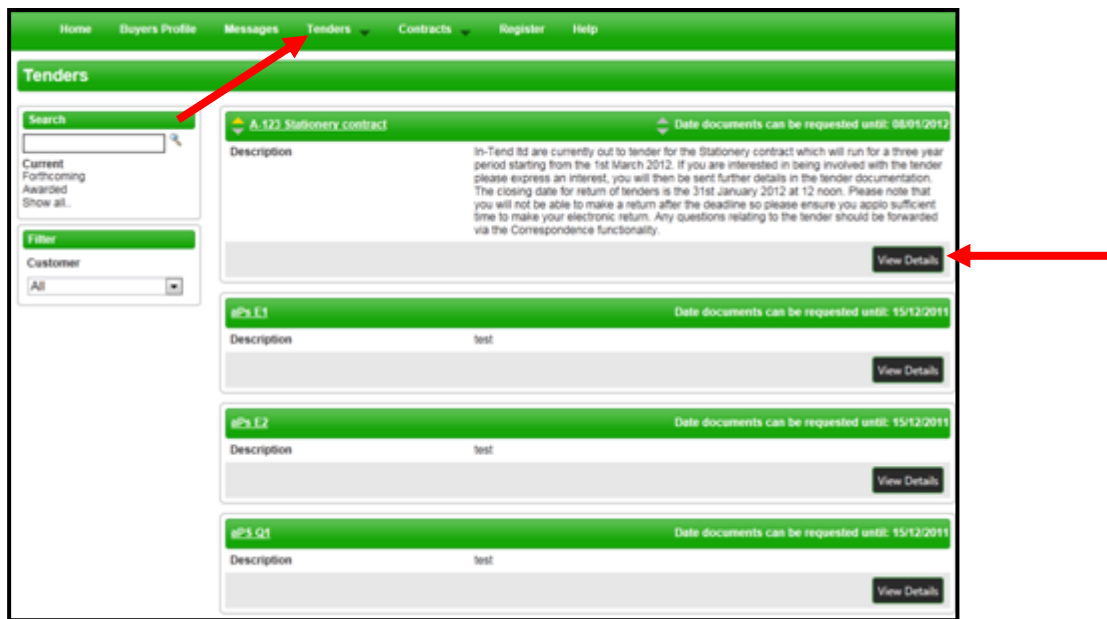 Home Buyers Profile Messages Tenders Contracts Register Help
Tenders
Search
Current
Forthcoming
Awarded
Show all..
Filter
Customer
All
A-123 Stationery contract Date documents can be requested until: 08/01/2012
Description In-Tend ltd are currently out to tender for the Stationery contract which will run for a three year
period starting from the 1st March 2012. If you are interested in being involved with the tender
please express an interest, you will then be sent further details in the tender documentation.
The closing date for return of tenders is the 31st January 2012 at 12 noon. Please note that
you will not be able to make a return after the deadline so please ensure you applo sufficient
time to make your electronic return. Any questions relating to the tender should be forwarded
via the Correspondence functionality.
View Details
aPs E1 Date documents can be requested until: 15/12/2011
Description test
View Details
aPs E2 Date documents can be requested until: 15/12/2011
Description test
View Details
aPS Q1 Date documents can be requested until: 15/12/2011
Description test
View Details